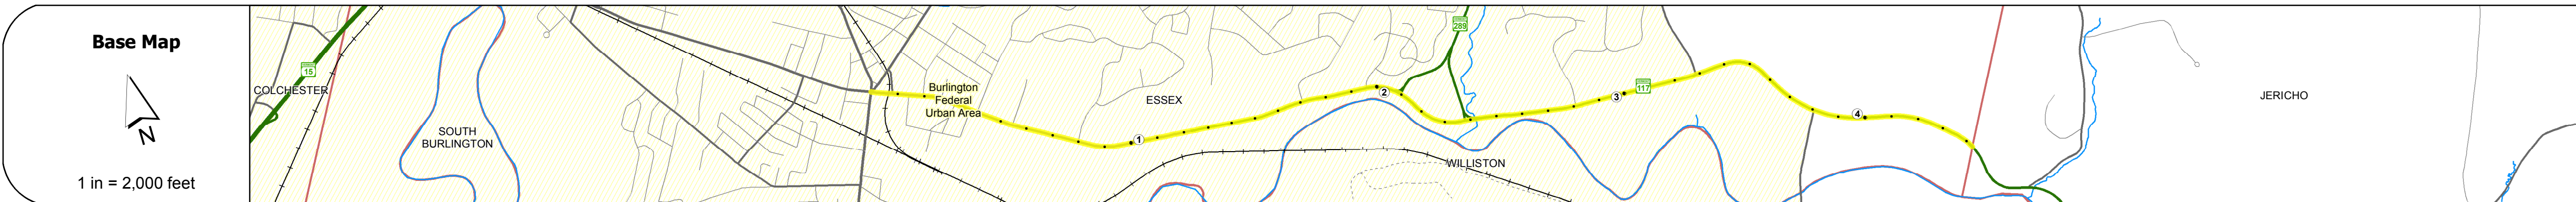 Base Map
N
1 in = 2,000 feet
15
COLCHESTER
SOUTH
BURLINGTON
Burlington
Federal
Urban Area
1
ESSEX
2
289
WILLISTON
3
117
4
JERICHO